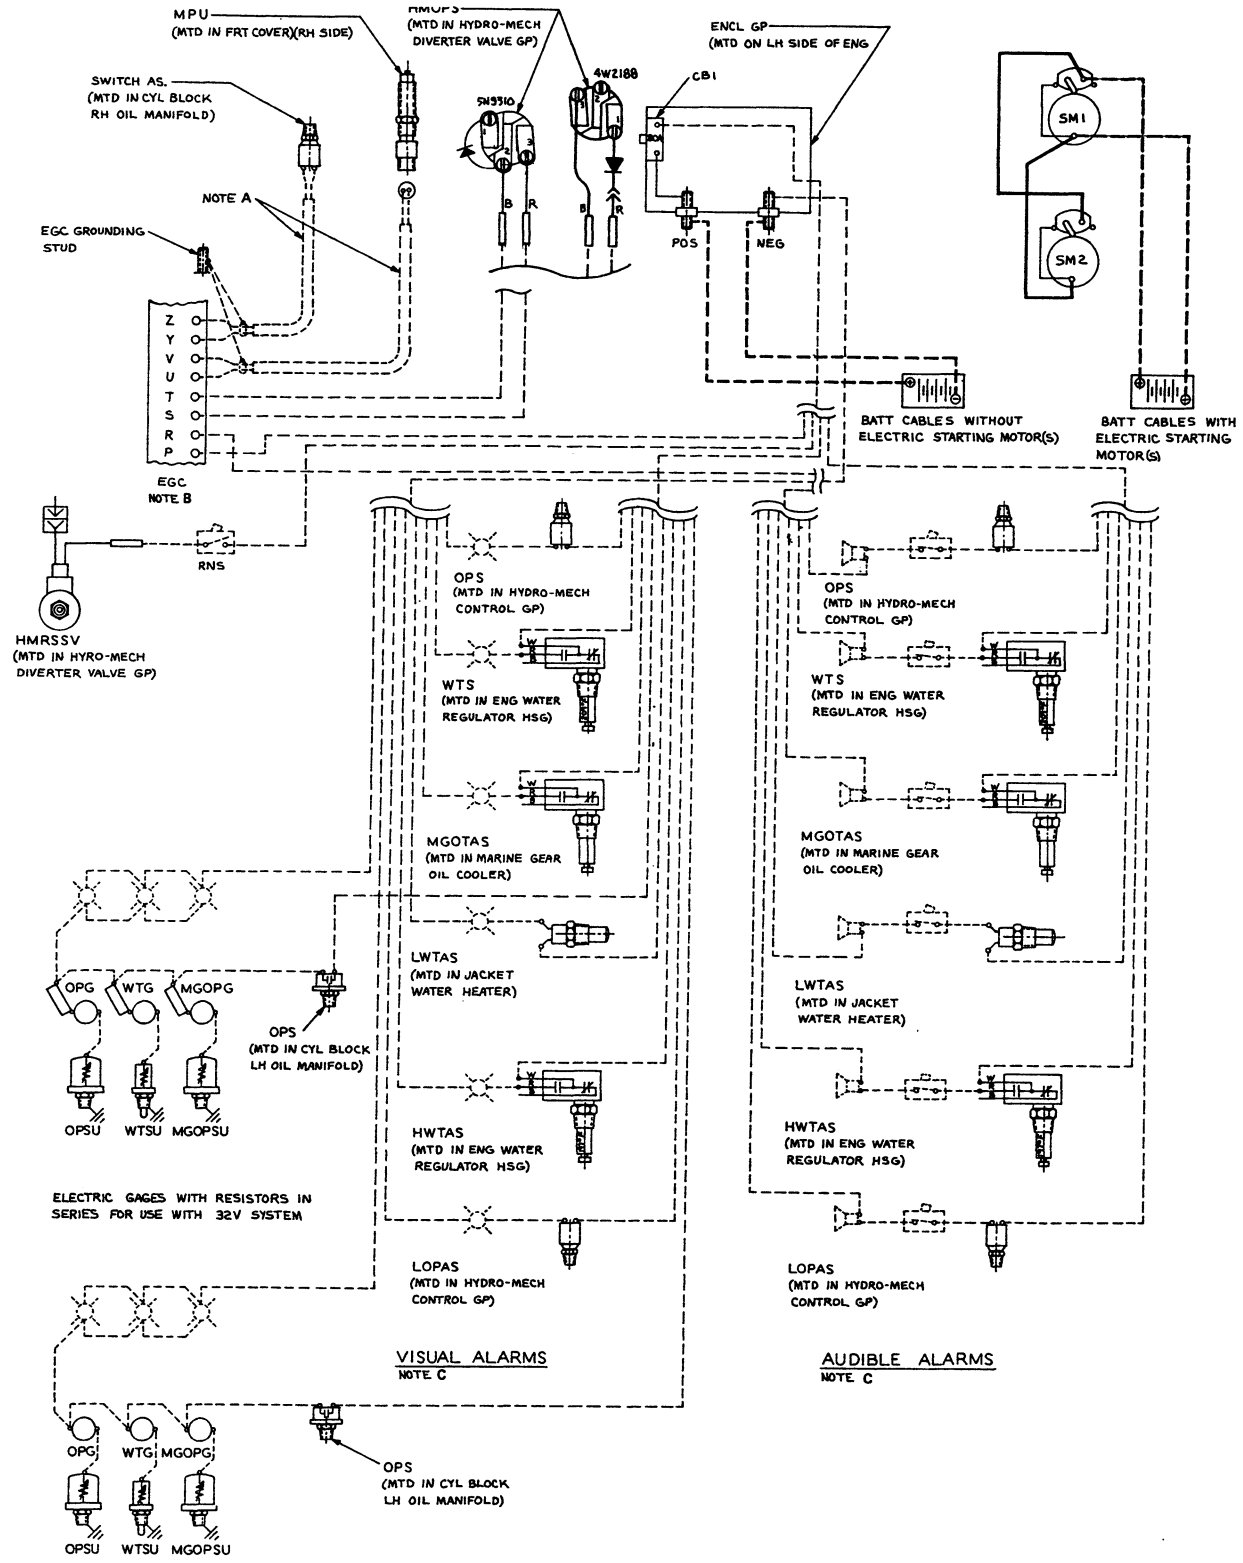 MPU
(MTD IN FRT COVER)(RH SIDE)
HMOPS
(MTD IN HYDRO-MECH
DIVERTER VALVE GP)
ENCL GP
(MTD ON LH SIDE OF ENG
SWITCH AS.
(MTD IN CYL BLOCK
RH OIL MANIFOLD)
5N9310
1
2
3
4W2188
3
2
1
CB1
SM1
SM2
NOTE A
B
R
B
R
POS
NEG
EGC GROUNDING
STUD
Z
Y
V
U
T
S
R
P
EGC
NOTE B
BATT CABLES WITHOUT
ELECTRIC STARTING MOTOR(S)
BATT CABLES WITH
ELECTRIC STARTING
MOTOR(S)
RNS
HMRSSV
(MTD IN HYRO-MECH
DIVERTER VALVE GP)
OPS
(MTD IN HYDRO-MECH
CONTROL GP)
W
R
B
WTS
(MTD IN ENG WATER
REGULATOR HSG)
W
R
B
MGOTAS
(MTD IN MARINE GEAR
OIL COOLER)
LWTAS
(MTD IN JACKET
WATER HEATER)
W
R
B
HWTAS
(MTD IN ENG WATER
REGULATOR HSG)
LOPAS
(MTD IN HYDRO-MECH
CONTROL GP)
VISUAL ALARMS
NOTE C
OPS
(MTD IN HYDRO-MECH
CONTROL GP)
W
R
B
WTS
(MTD IN ENG WATER
REGULATOR HSG)
W
R
B
MGOTAS
(MTD IN MARINE GEAR
OIL COOLER)
LWTAS
(MTD IN JACKET
WATER HEATER)
W
R
B
HWTAS
(MTD IN ENG WATER
REGULATOR HSG)
LOPAS
(MTD IN HYDRO-MECH
CONTROL GP)
AUDIBLE ALARMS
NOTE C
OPG
WTG
MGOPG
OPS
(MTD IN CYL BLOCK
LH OIL MANIFOLD)
OPSU
WTSU
MGOPSU
ELECTRIC GAGES WITH RESISTORS IN
SERIES FOR USE WITH 32V SYSTEM
OPG
WTG
MGOPG
OPS
(MTD IN CYL BLOCK
LH OIL MANIFOLD)
OPSU
WTSU
MGOPSU